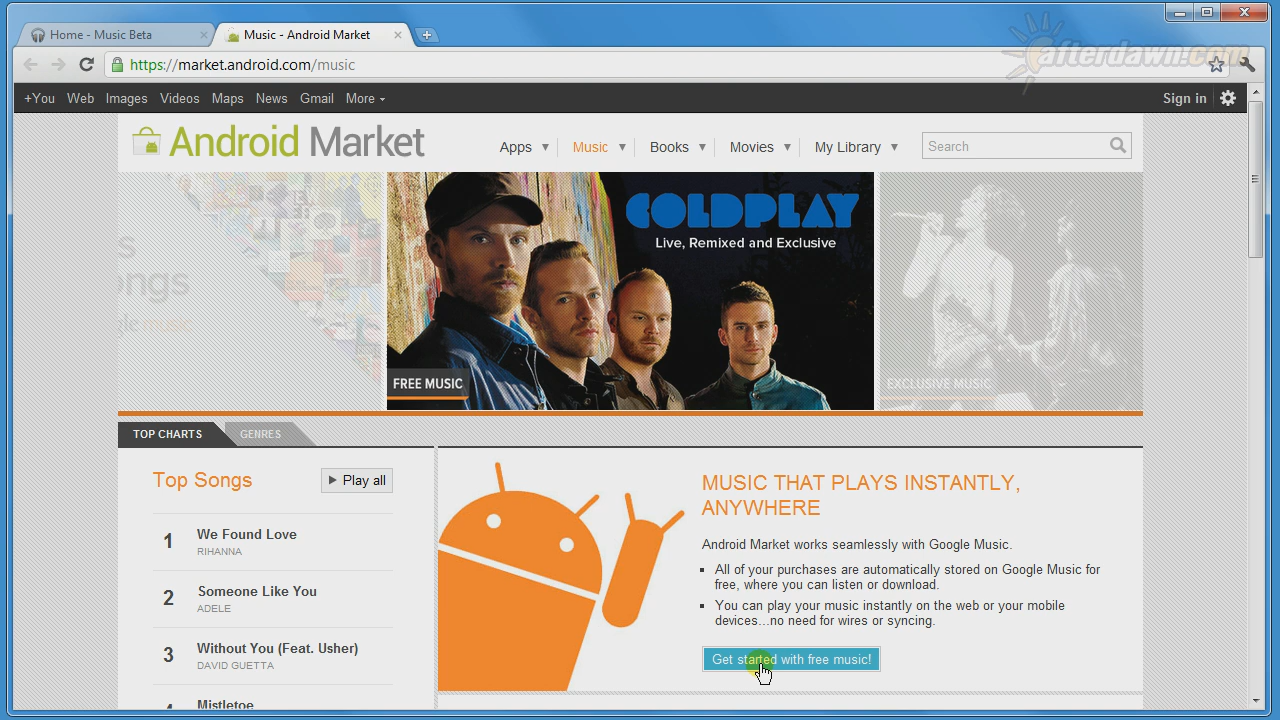 Home - Music Beta
Music - Android Market
afterdawn.com
https://market.android.com/music
+You Web Images Videos Maps News Gmail More
Sign in
Android Market
Apps Music Books Movies My Library
Search
s
ongs
gle music
COLDPLAY
Live, Remixed and Exclusive
FREE MUSIC
EXCLUSIVE MUSIC
TOP CHARTS GENRES
Top Songs
Play all
1 We Found Love
RIHANNA
2 Someone Like You
ADELE
3 Without You (Feat. Usher)
DAVID GUETTA
4 Mistletoe
MUSIC THAT PLAYS INSTANTLY,
ANYWHERE
Android Market works seamlessly with Google Music.
All of your purchases are automatically stored on Google Music for
free, where you can listen or download.
You can play your music instantly on the web or your mobile
devices...no need for wires or syncing.
Get started with free music!